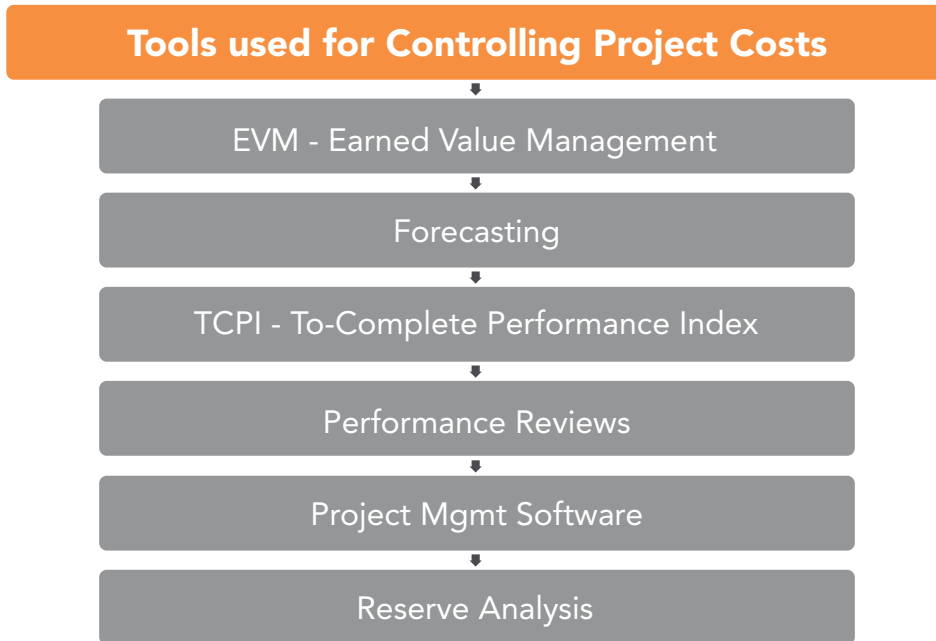 Tools used for Controlling Project Costs
EVM - Earned Value Management
Forecasting
TCPI - To-Complete Performance Index
Performance Reviews
Project Mgmt Software
Reserve Analysis